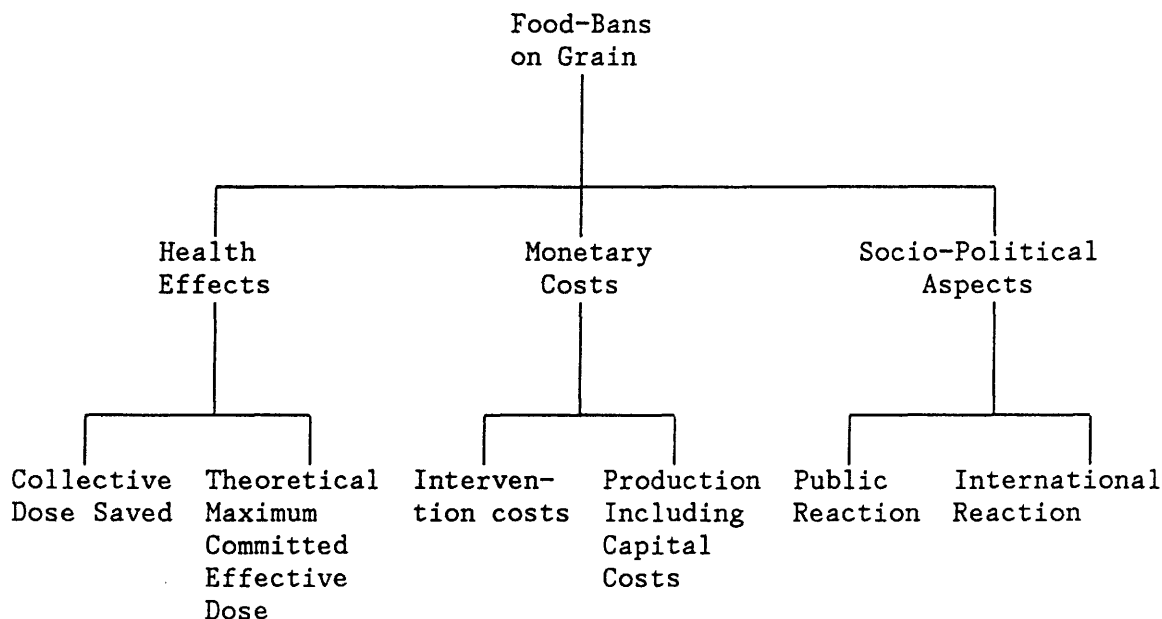 Food-Bans
on Grain
Health
Effects
Monetary
Costs
Socio-Political
Aspects
Collective
Dose Saved
Theoretical
Maximum
Committed
Effective
Dose
Interven-
tion costs
Production
Including
Capital
Costs
Public
Reaction
International
Reaction